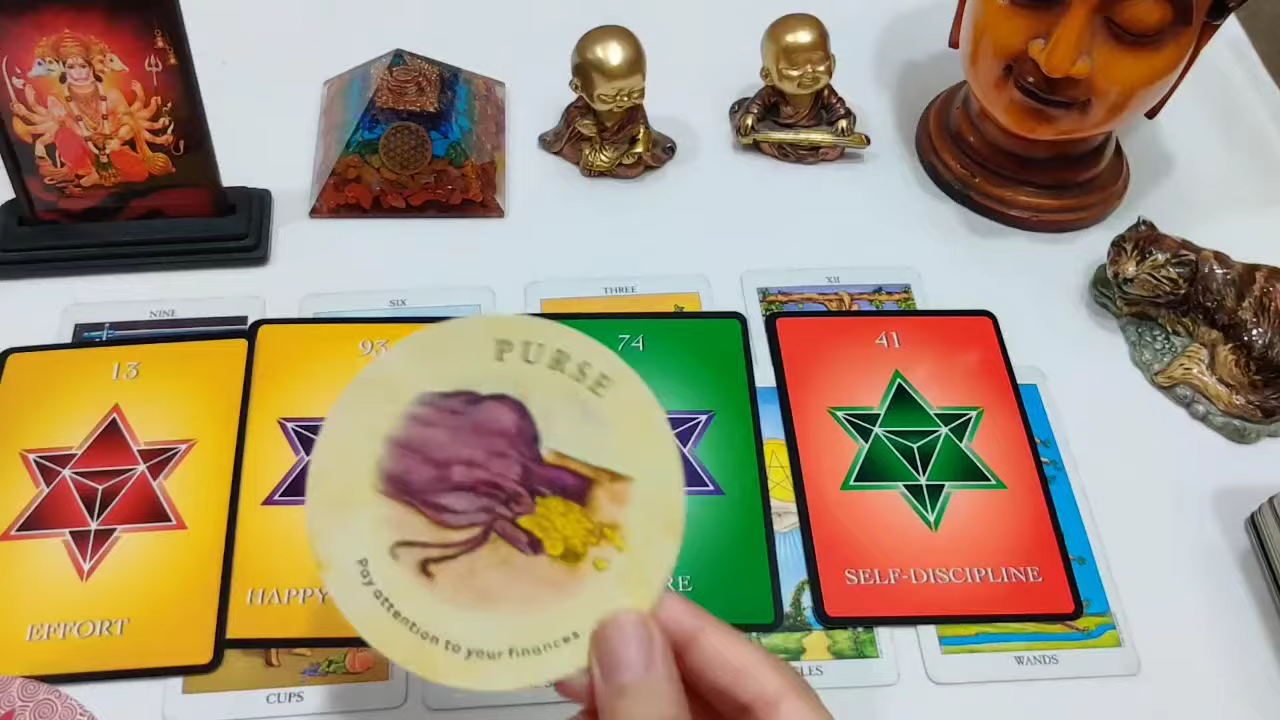 NINE
SIX
THREE
XII
13
93
74
41
PURSE
Pay attention to your finances
EFFORT
HAPPY
RE
SELF-DISCIPLINE
CUPS
LES
WANDS